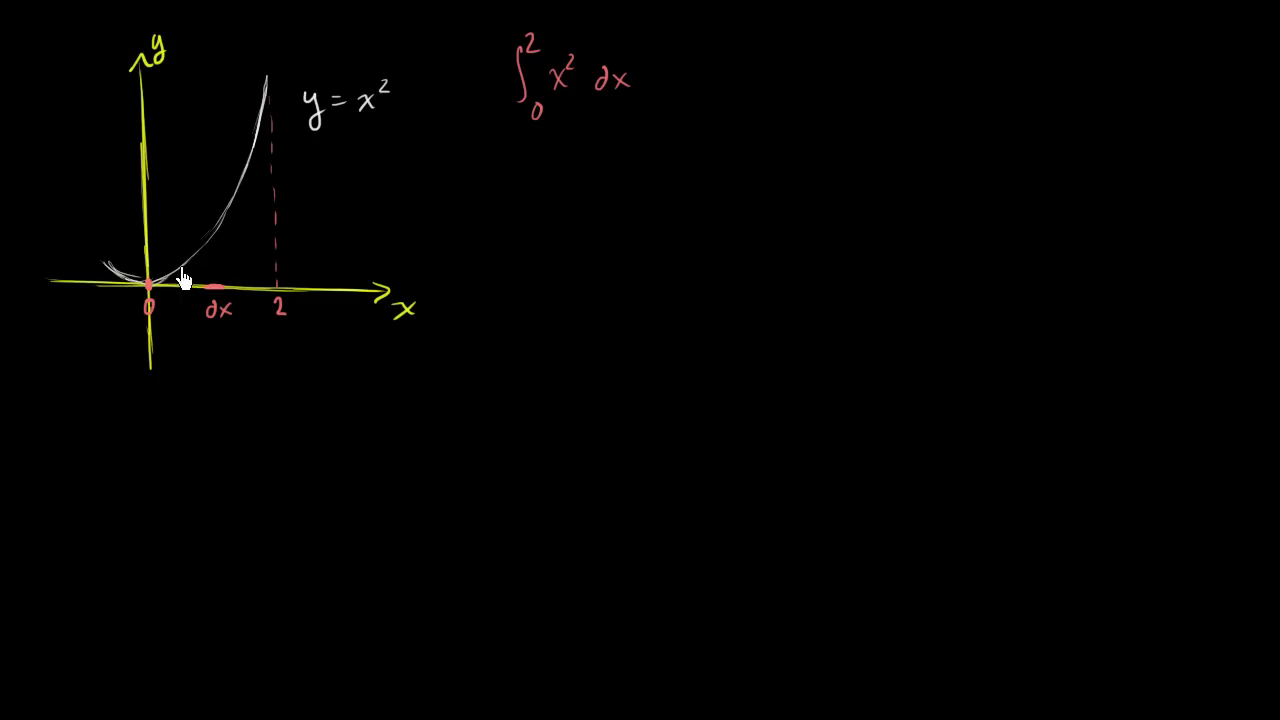 y
y = x²
∫₀² x² dx
0 dx 2 x